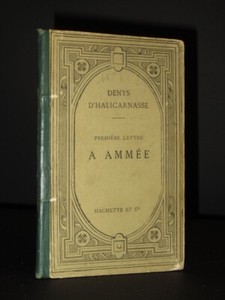 DENYS
D'HALICARNASSE
PREMIÈRE LETTRE
A AMMÉE
HACHETTE ET Cie